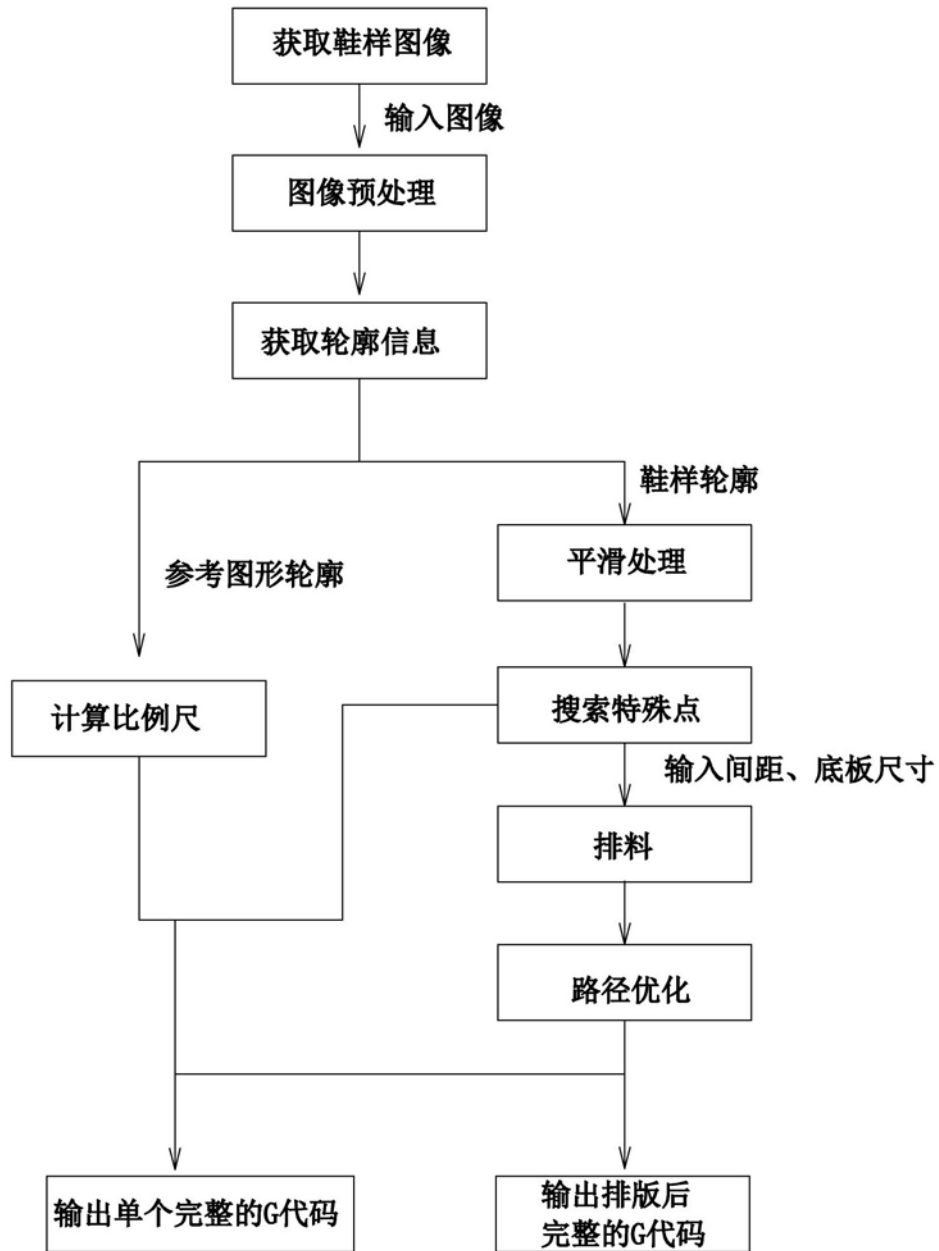 获取鞋样图像
输入图像
图像预处理
获取轮廓信息
鞋样轮廓
平滑处理
参考图形轮廓
搜索特殊点
计算比例尺
输入间距、底板尺寸
排料
路径优化
输出单个完整的G代码
输出排版后
完整的G代码